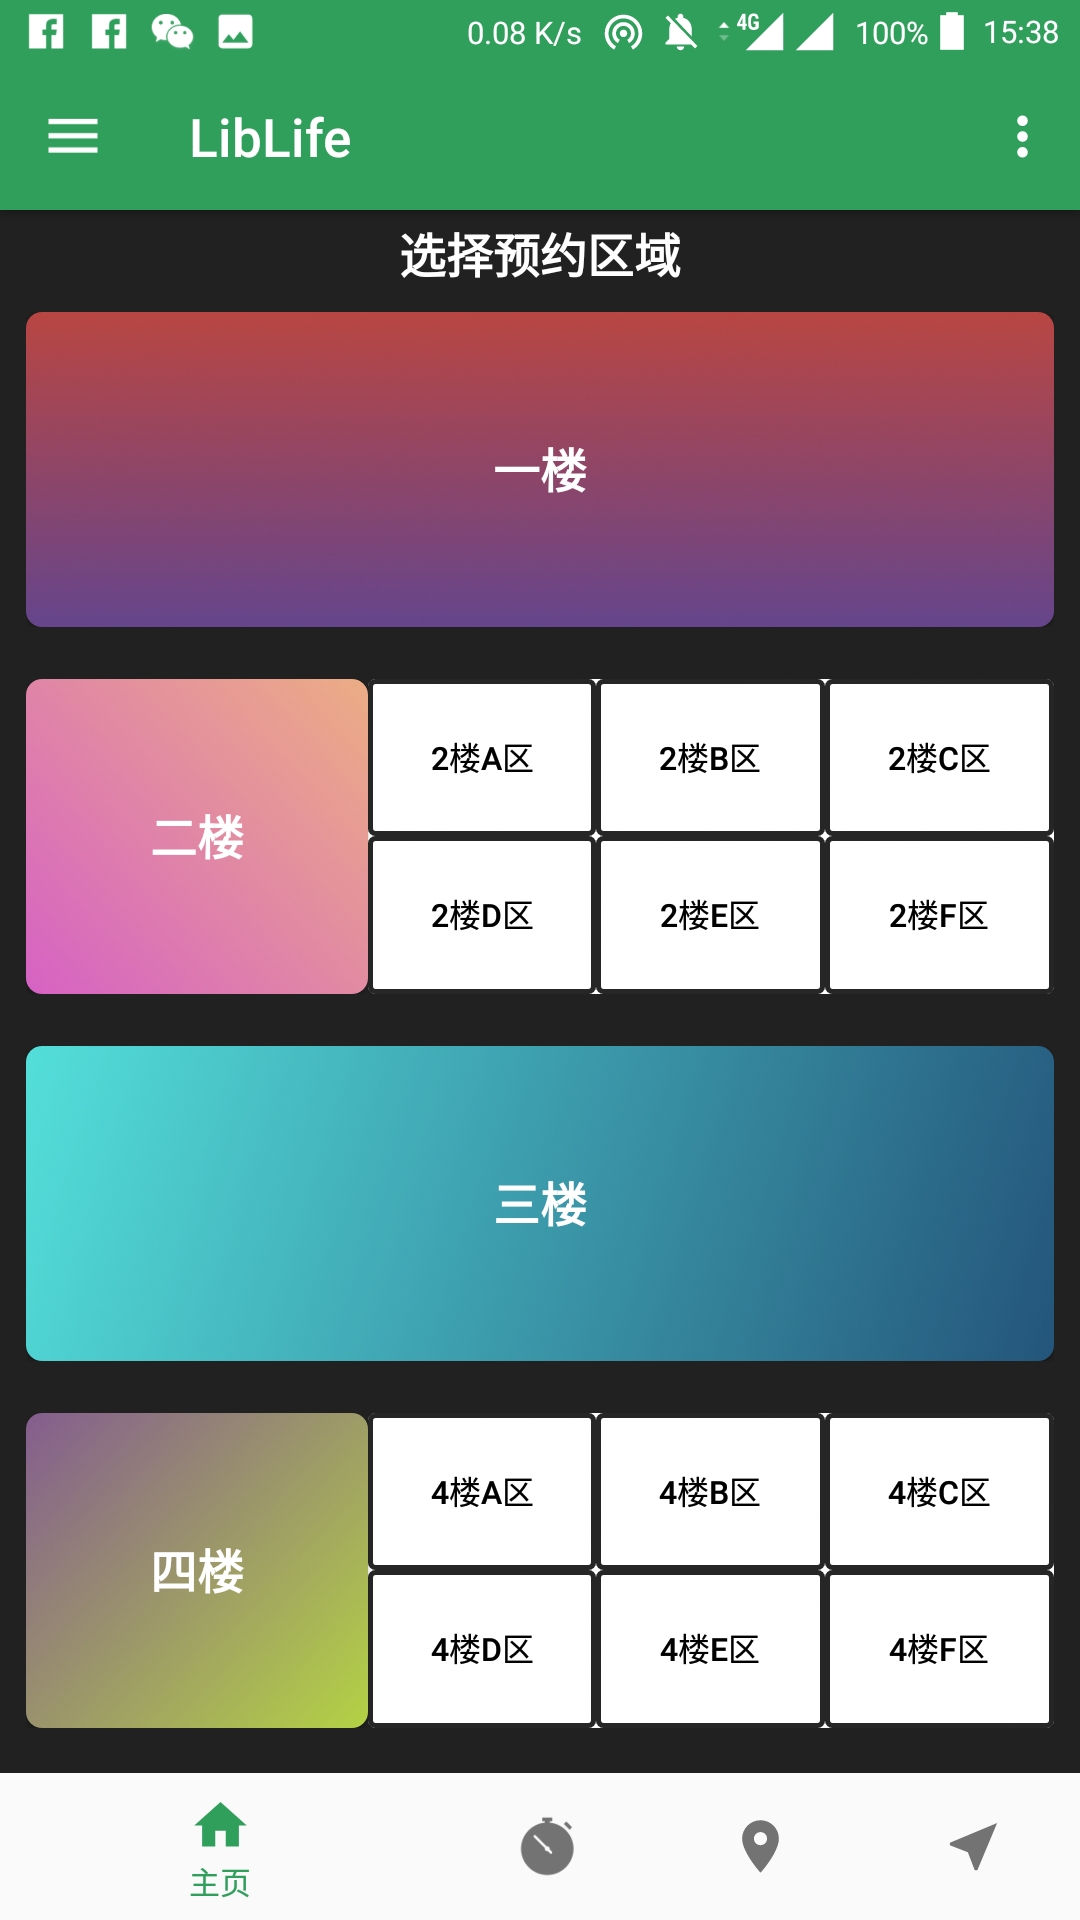 0.08 K/s 4G 100% 15:38
LibLife
选择预约区域
一楼
二楼
2楼A区 2楼B区 2楼C区
2楼D区 2楼E区 2楼F区
三楼
四楼
4楼A区 4楼B区 4楼C区
4楼D区 4楼E区 4楼F区
主页